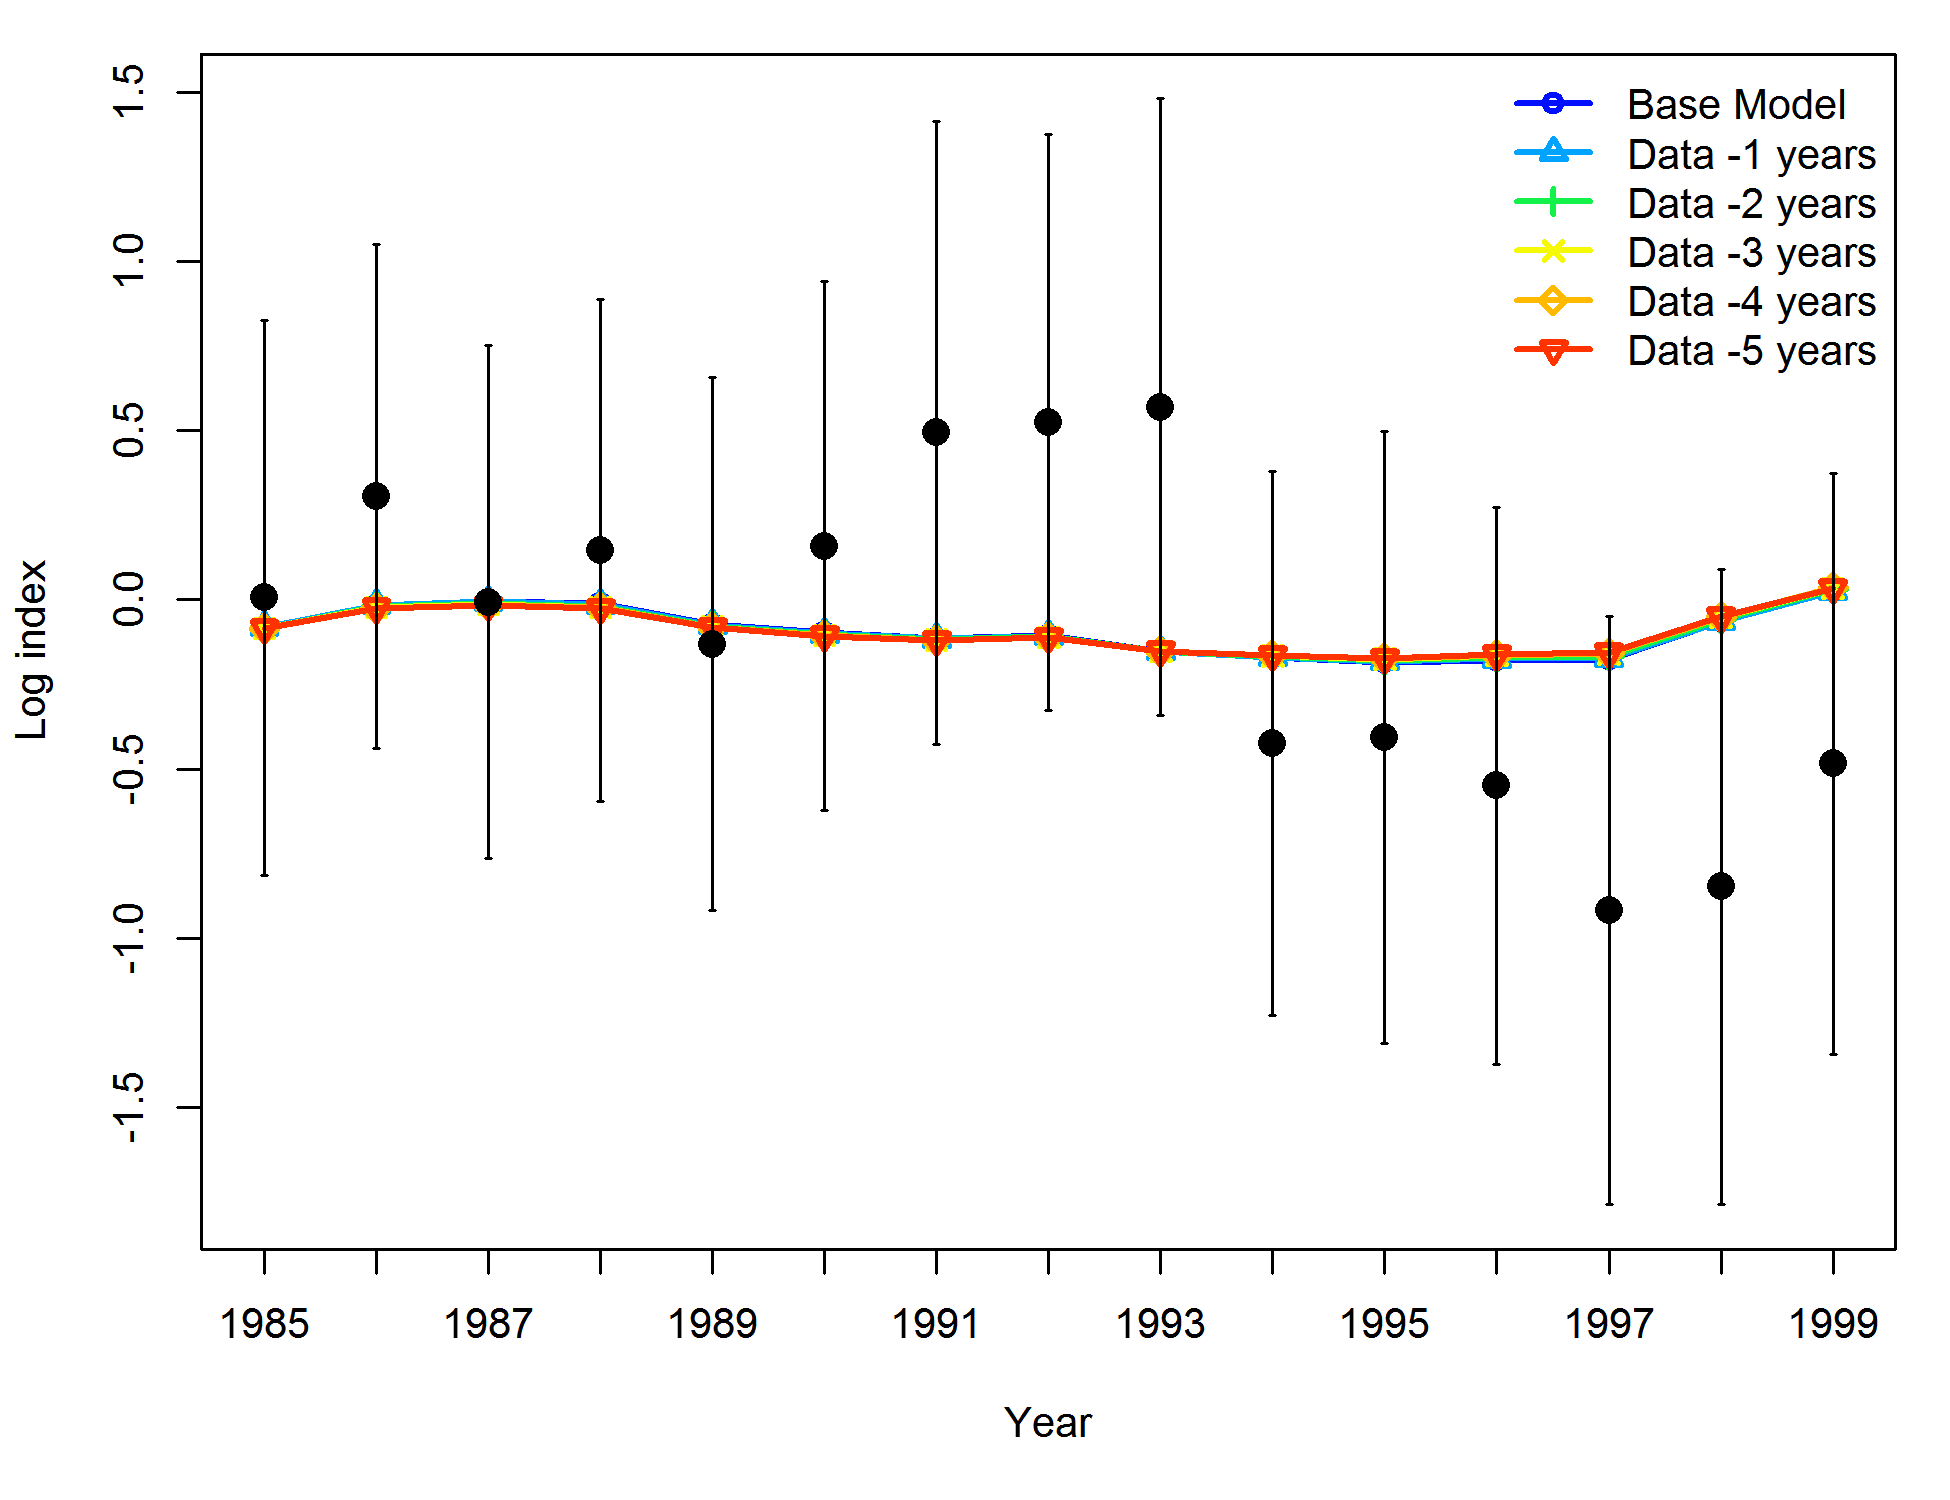 Base Model
Data -1 years
Data -2 years
Data -3 years
Data -4 years
Data -5 years
Log index
1.5
1.0
0.5
0.0
-0.5
-1.0
-1.5
1985 1987 1989 1991 1993 1995 1997 1999
Year